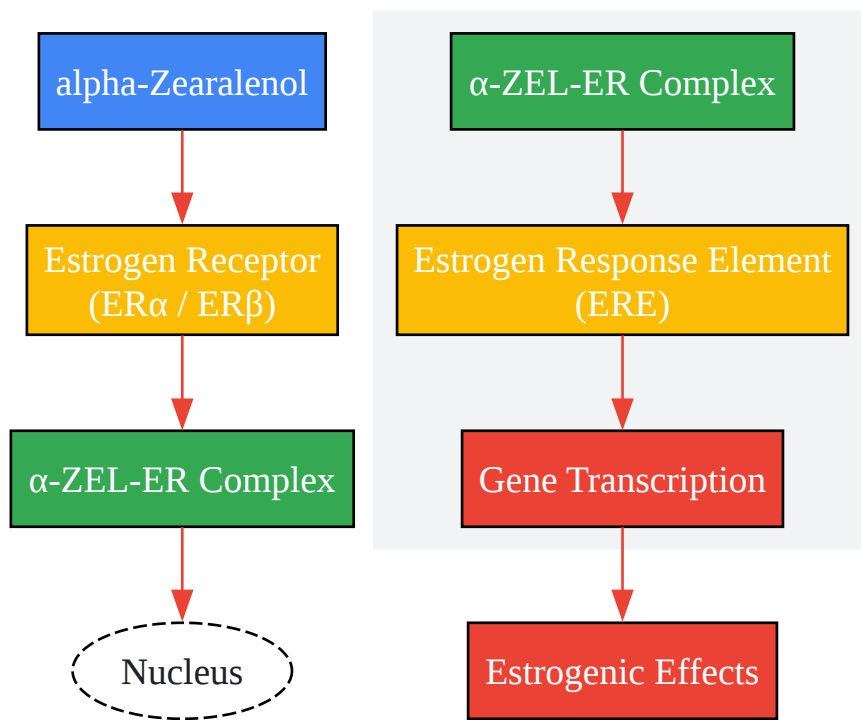 alpha-Zearalenol
Estrogen Receptor
(ERα / ERβ)
α-ZEL-ER Complex
Nucleus
α-ZEL-ER Complex
Estrogen Response Element
(ERE)
Gene Transcription
Estrogenic Effects